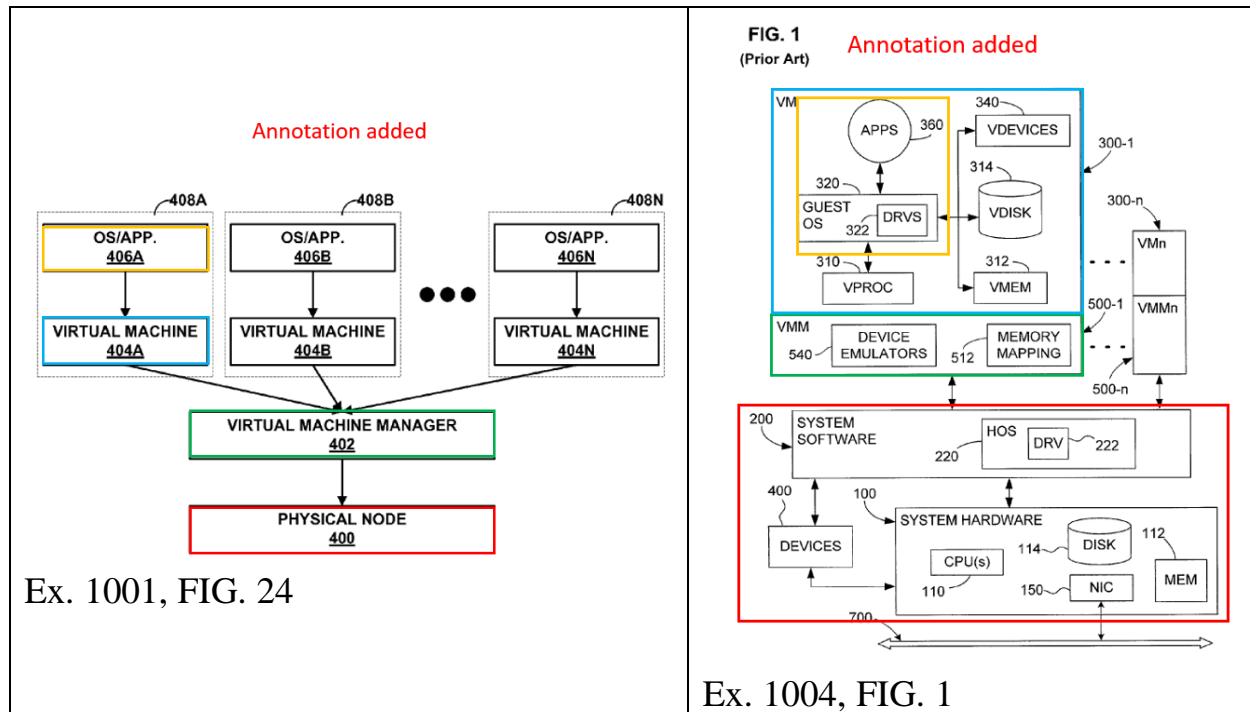 Annotation added
408A
408B
408N
OS/APP.
406A
OS/APP.
406B
OS/APP.
406N
VIRTUAL MACHINE
404A
VIRTUAL MACHINE
404B
VIRTUAL MACHINE
404N
VIRTUAL MACHINE MANAGER
402
PHYSICAL NODE
400
Ex. 1001, FIG. 24
FIG. 1
(Prior Art)
Annotation added
VM
APPS
360
340
VDEVICES
300-1
314
VDISK
320
GUEST
OS
DRVS
322
300-n
VMn
310
VPROC
312
VMEM
500-1
VMM
540
DEVICE
EMULATORS
512
MEMORY
MAPPING
VMMn
500-n
200
SYSTEM
SOFTWARE
HOS
220
DRV
222
400
DEVICES
100
SYSTEM HARDWARE
CPU(s)
110
114
DISK
112
MEM
150
NIC
700
Ex. 1004, FIG. 1